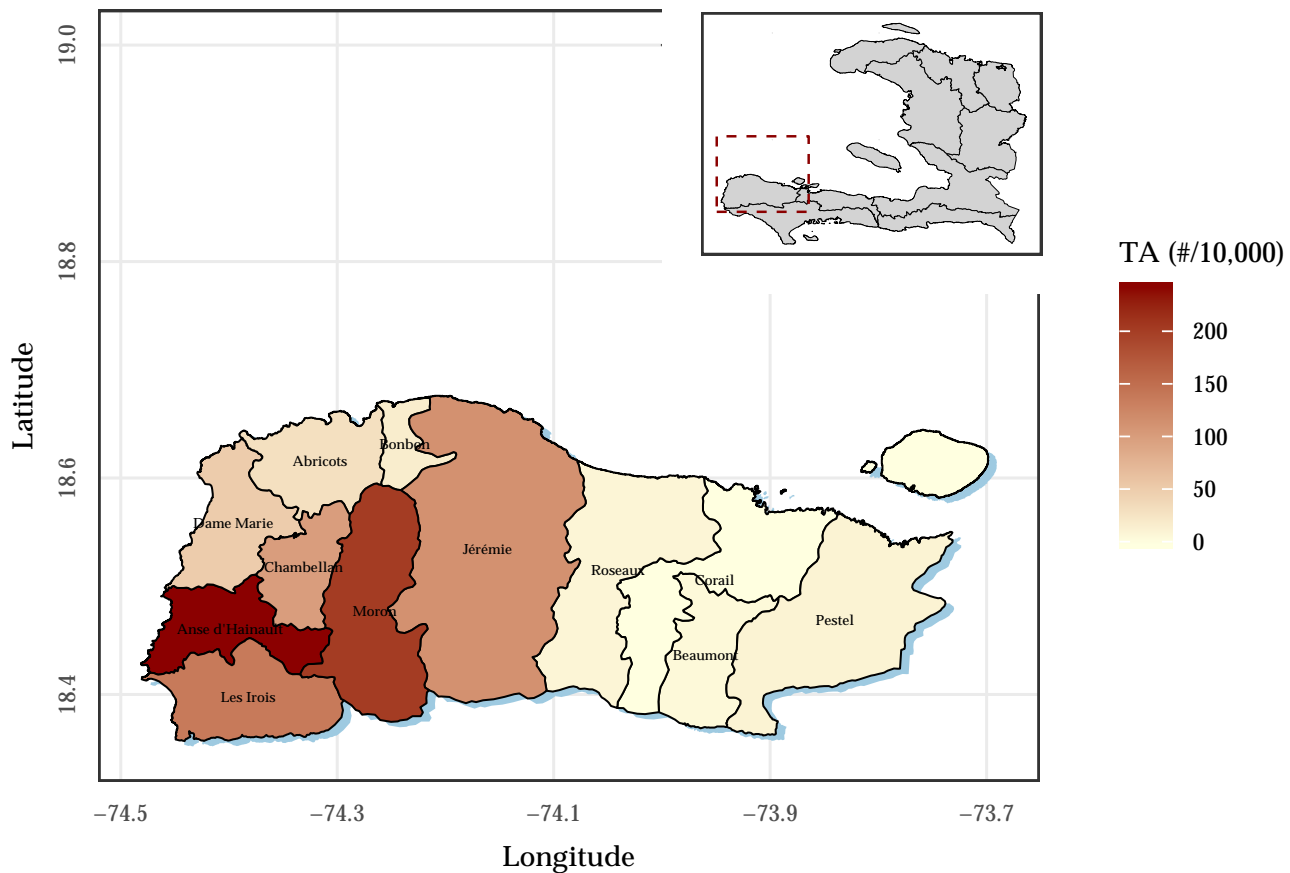 19.0
18.8
18.6
18.4
Latitude
TA (#/10,000)
200
150
100
50
0
Bonbon
Abricots
Dame Marie
Jérémie
Chambellan
Roseaux
Corail
Moron
Pestel
Anse d'Hainault
Beaumont
Les Irois
−74.5
−74.3
−74.1
−73.9
−73.7
Longitude